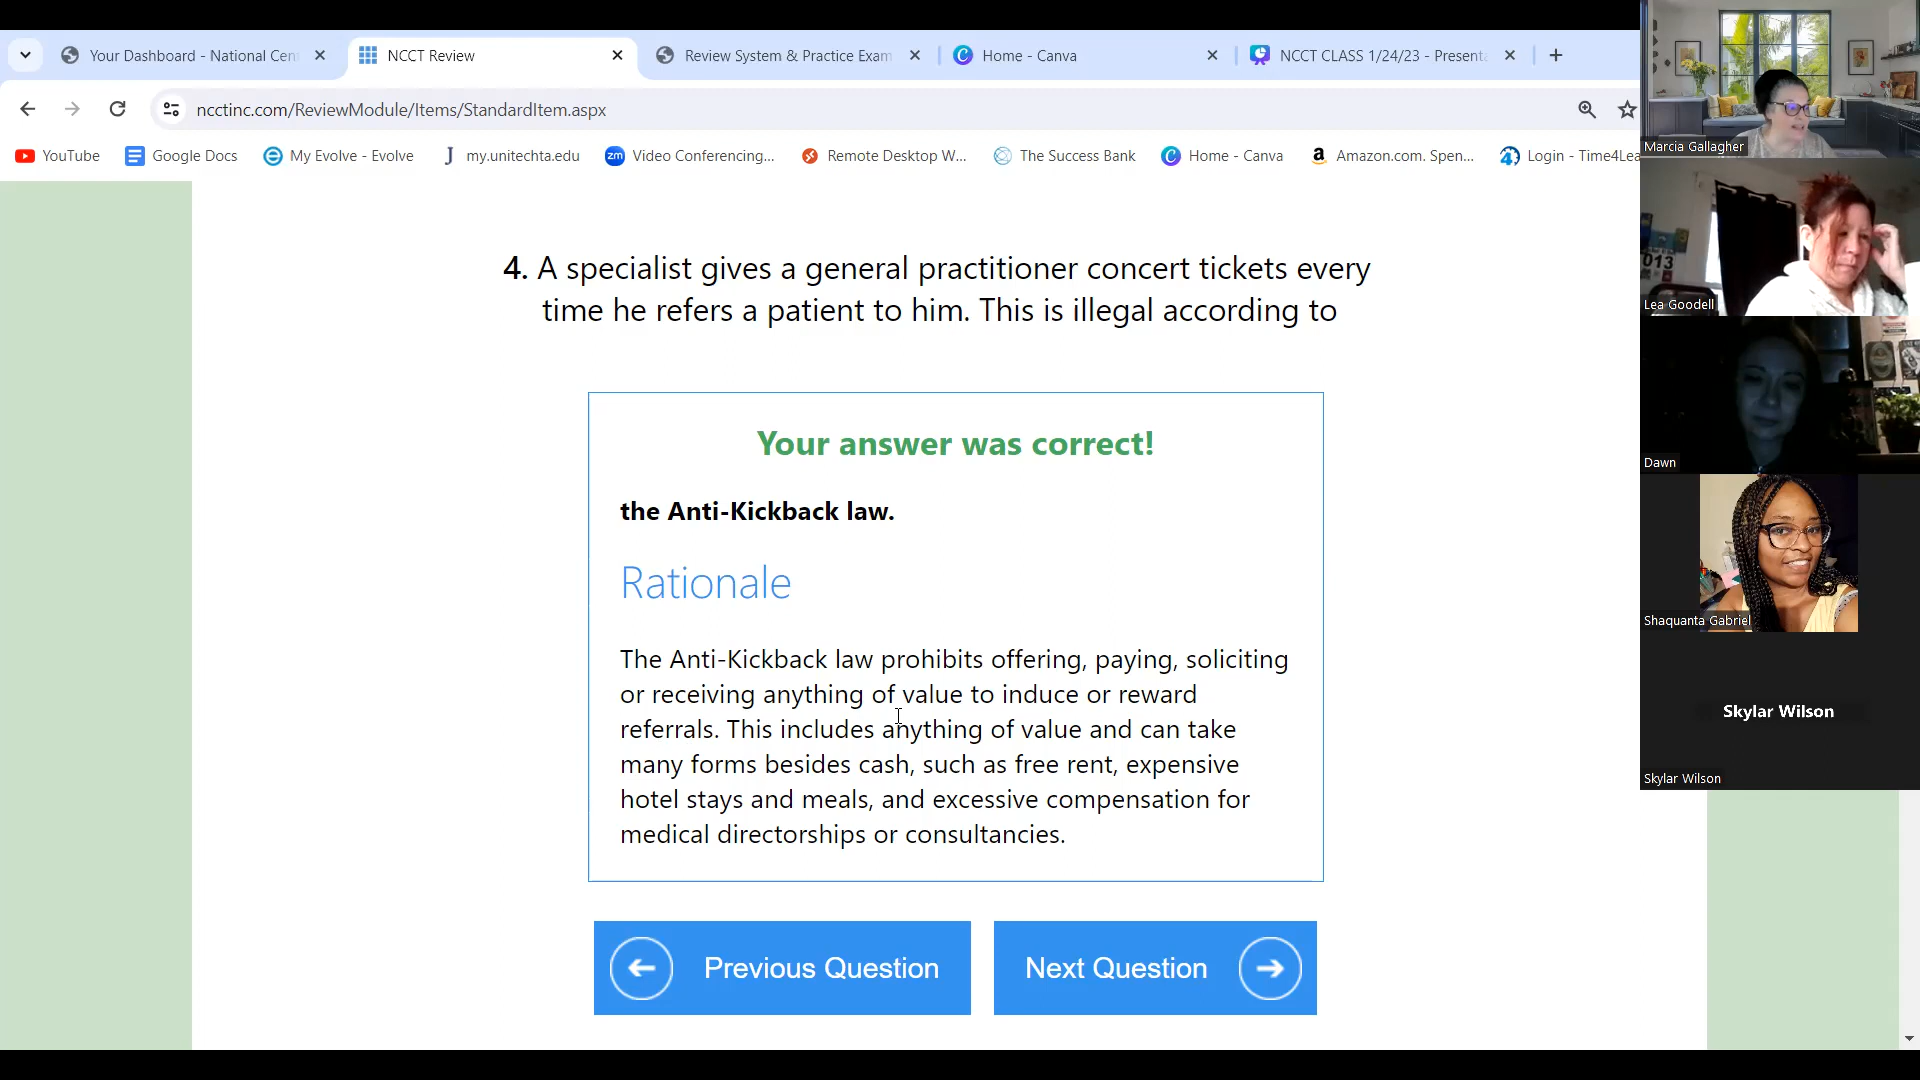 Your Dashboard - National Cen
NCCT Review
Review System & Practice Exam
Home - Canva
NCCT CLASS 1/24/23 - Presenta
ncctinc.com/ReviewModule/Items/StandardItem.aspx
YouTube
Google Docs
My Evolve - Evolve
my.unitechta.edu
Video Conferencing...
Remote Desktop W...
The Success Bank
Home - Canva
Amazon.com. Spen...
Login - Time4Lea
4. A specialist gives a general practitioner concert tickets every
time he refers a patient to him. This is illegal according to
Your answer was correct!
the Anti-Kickback law.
Rationale
The Anti-Kickback law prohibits offering, paying, soliciting
or receiving anything of value to induce or reward
referrals. This includes anything of value and can take
many forms besides cash, such as free rent, expensive
hotel stays and meals, and excessive compensation for
medical directorships or consultancies.
Previous Question
Next Question
Marcia Gallagher
013
Lea Goodell
Dawn
Shaquanta Gabriel
Skylar Wilson
Skylar Wilson